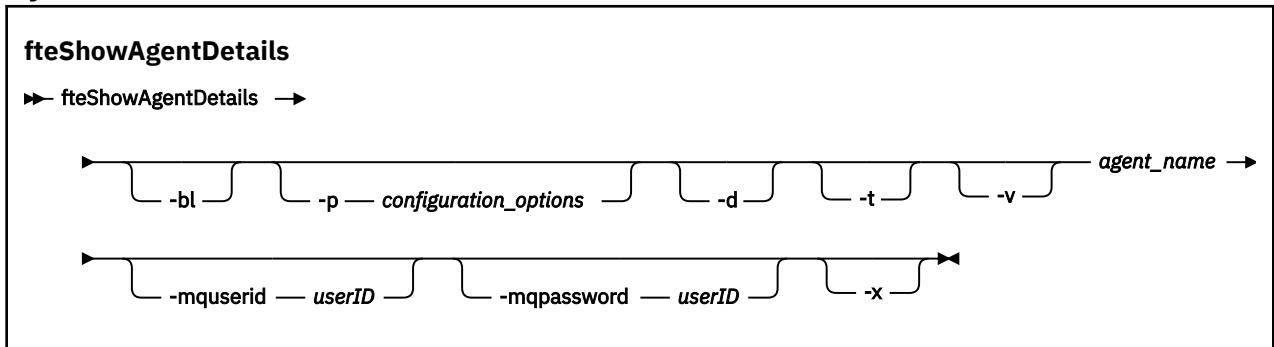 fteShowAgentDetails
fteShowAgentDetails
agent_name
-bl -p configuration_options -d -t -v
-mquserid userID -mqpassword userID -x